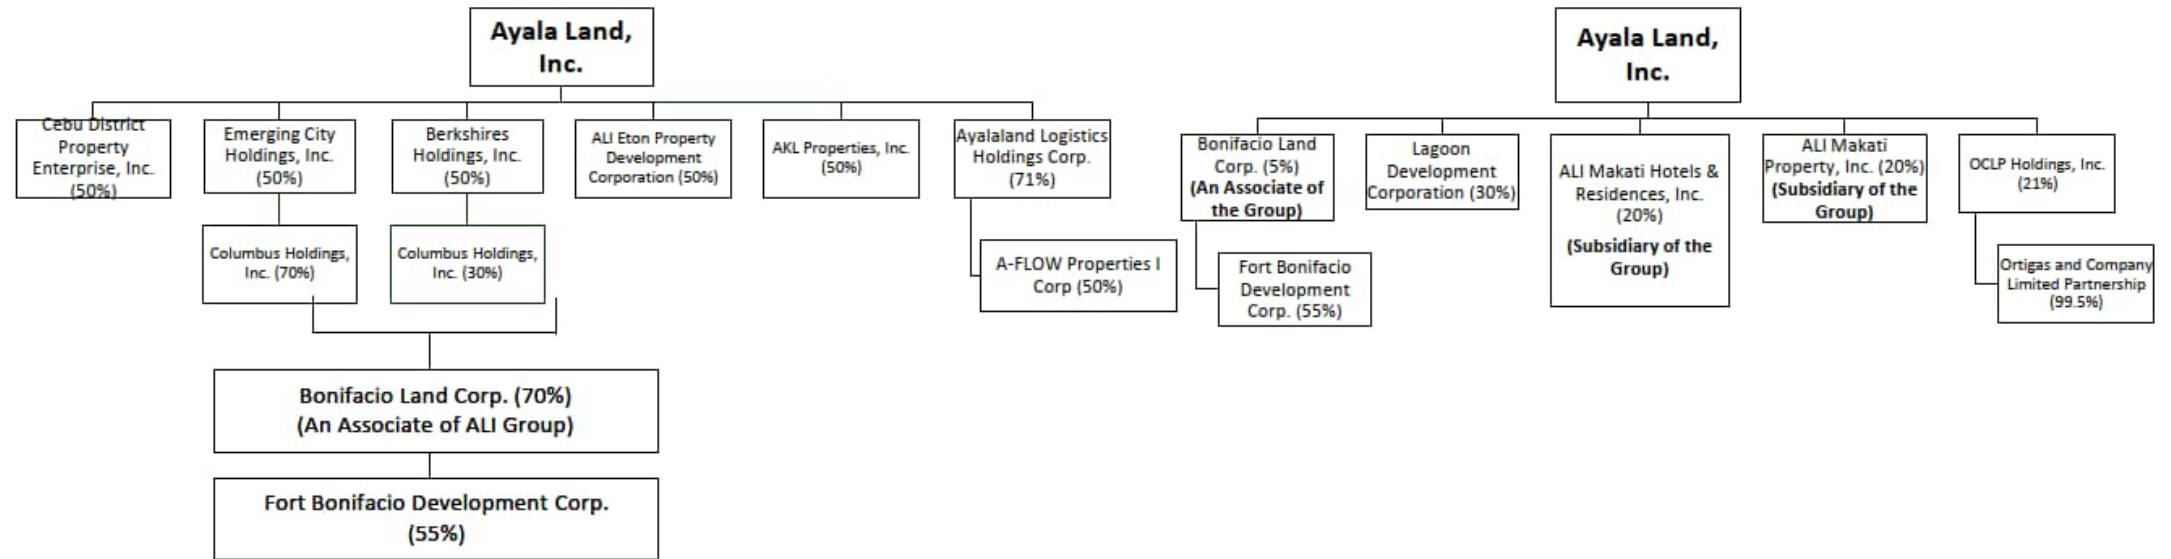 Ayala Land,
Inc.
Cebu District
Property
Enterprise, Inc.
(50%)
Emerging City
Holdings, Inc.
(50%)
Berkshires
Holdings, Inc.
(50%)
ALI Eton Property
Development
Corporation (50%)
AKL Properties, Inc.
(50%)
Ayalaland Logistics
Holdings Corp.
(71%)
Columbus Holdings,
Inc. (70%)
Columbus Holdings,
Inc. (30%)
A-FLOW Properties I
Corp (50%)
Bonifacio Land Corp. (70%)
(An Associate of ALI Group)
Fort Bonifacio Development Corp.
(55%)
Ayala Land,
Inc.
Bonifacio Land
Corp. (5%)
(An Associate of
the Group)
Lagoon
Development
Corporation (30%)
ALI Makati Hotels &
Residences, Inc.
(20%)
(Subsidiary of the
Group)
ALI Makati
Property, Inc. (20%)
(Subsidiary of the
Group)
OCLP Holdings, Inc.
(21%)
Fort Bonifacio
Development
Corp. (55%)
Ortigas and Company
Limited Partnership
(99.5%)